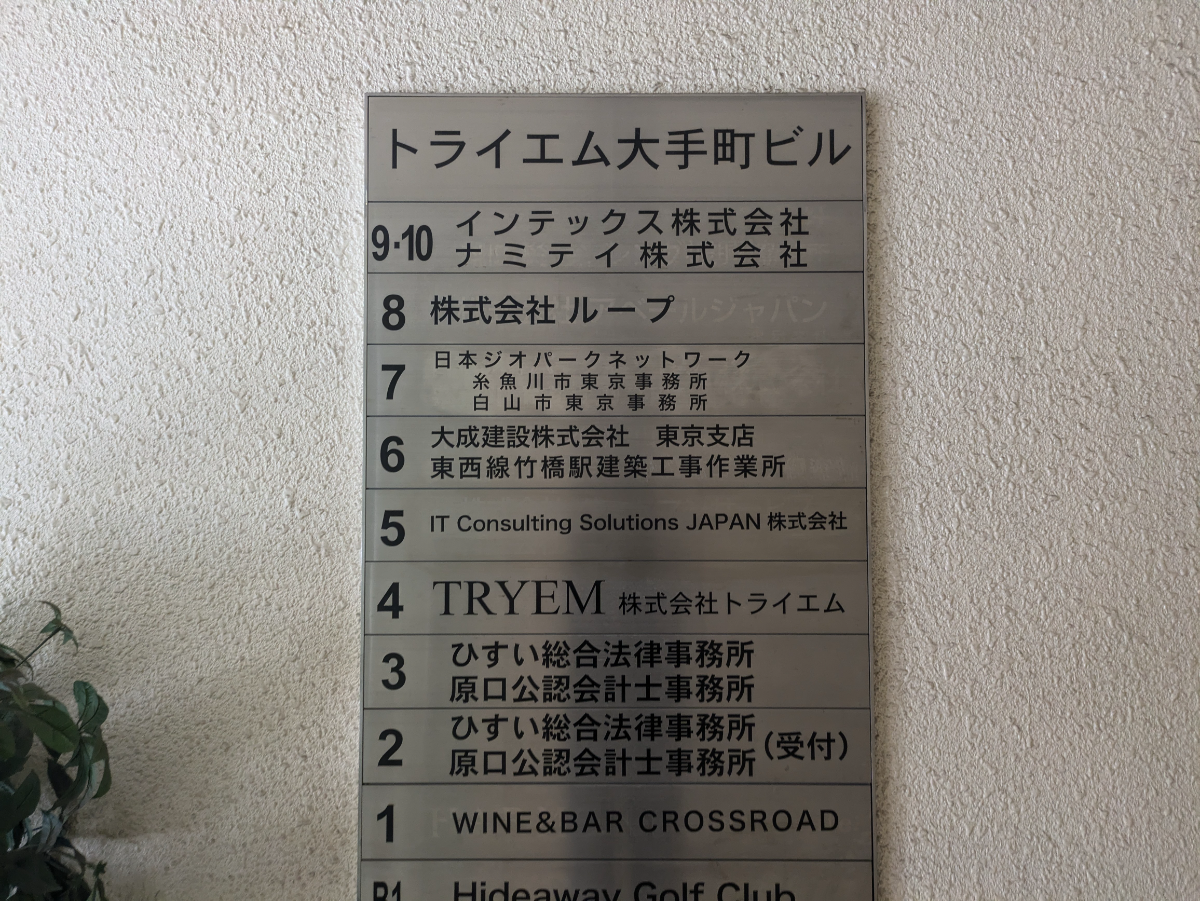 トライエム大手町ビル
9・10 インテックス株式会社
ナミテイ株式会社
8 株式会社 ループ
7 日本ジオパークネットワーク
糸魚川市東京事務所
白山市東京事務所
6 大成建設株式会社 東京支店
東西線竹橋駅建築工事作業所
5 IT Consulting Solutions JAPAN 株式会社
4 TRYEM 株式会社トライエム
3 ひすい総合法律事務所
原口公認会計士事務所
2 ひすい総合法律事務所
原口公認会計士事務所 (受付)
1 WINE&BAR CROSSROAD
B1 Hideaway Golf Club